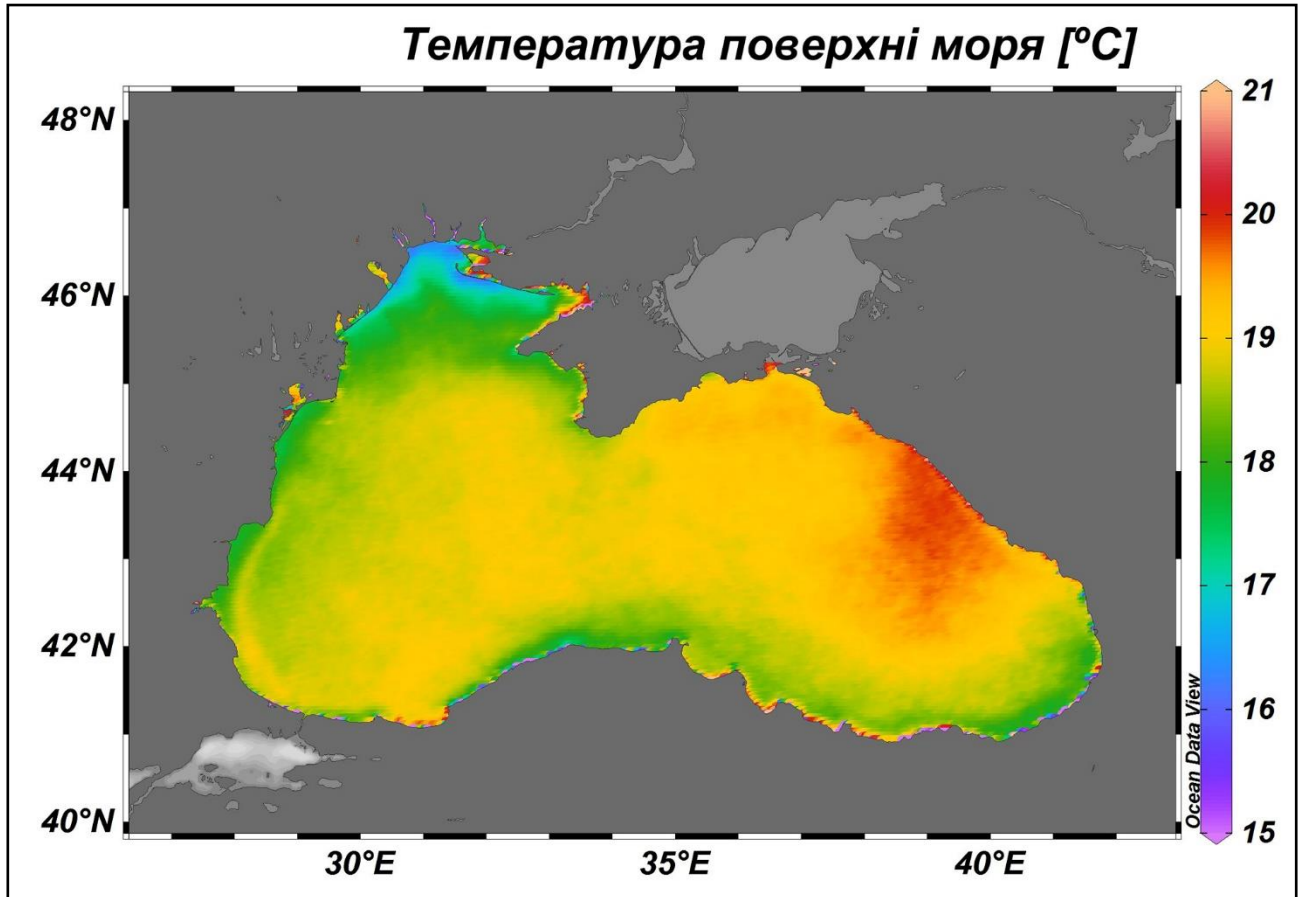 Температура поверхні моря [ºC]
48°N
46°N
44°N
42°N
40°N
30°E
35°E
40°E
21
20
19
18
17
16
15
Ocean Data View